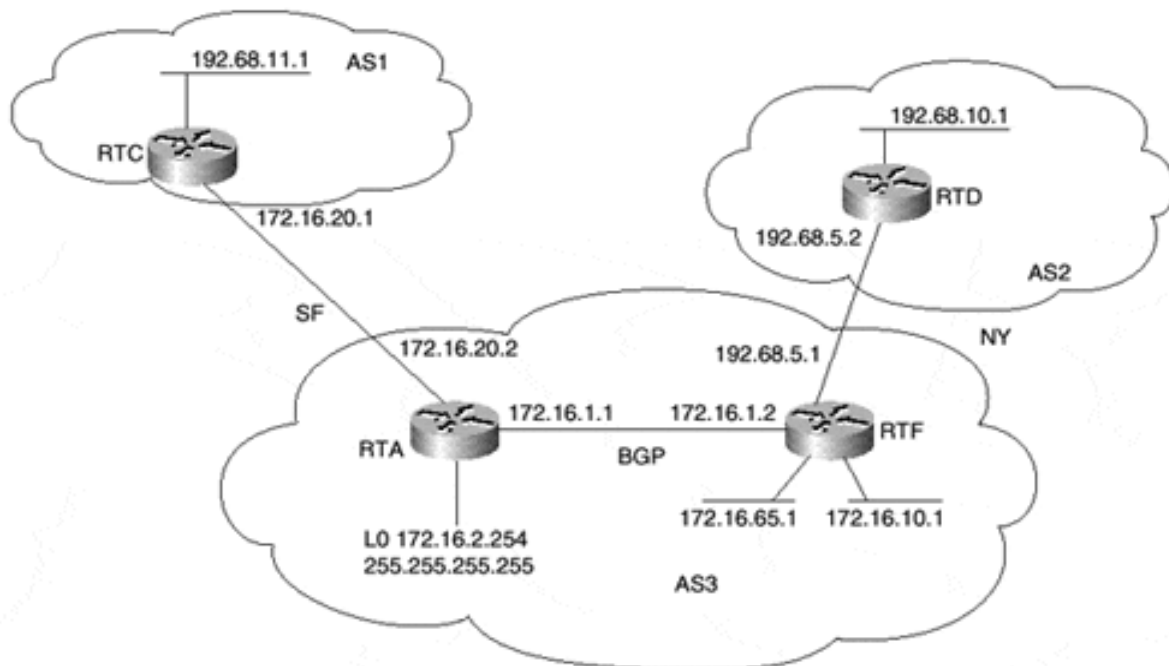 192.68.11.1
AS1
RTC
172.16.20.1
192.68.10.1
RTD
192.68.5.2
AS2
SF
NY
172.16.20.2
192.68.5.1
172.16.1.1
172.16.1.2
RTA
BGP
RTF
172.16.65.1
172.16.10.1
L0 172.16.2.254
255.255.255.255
AS3